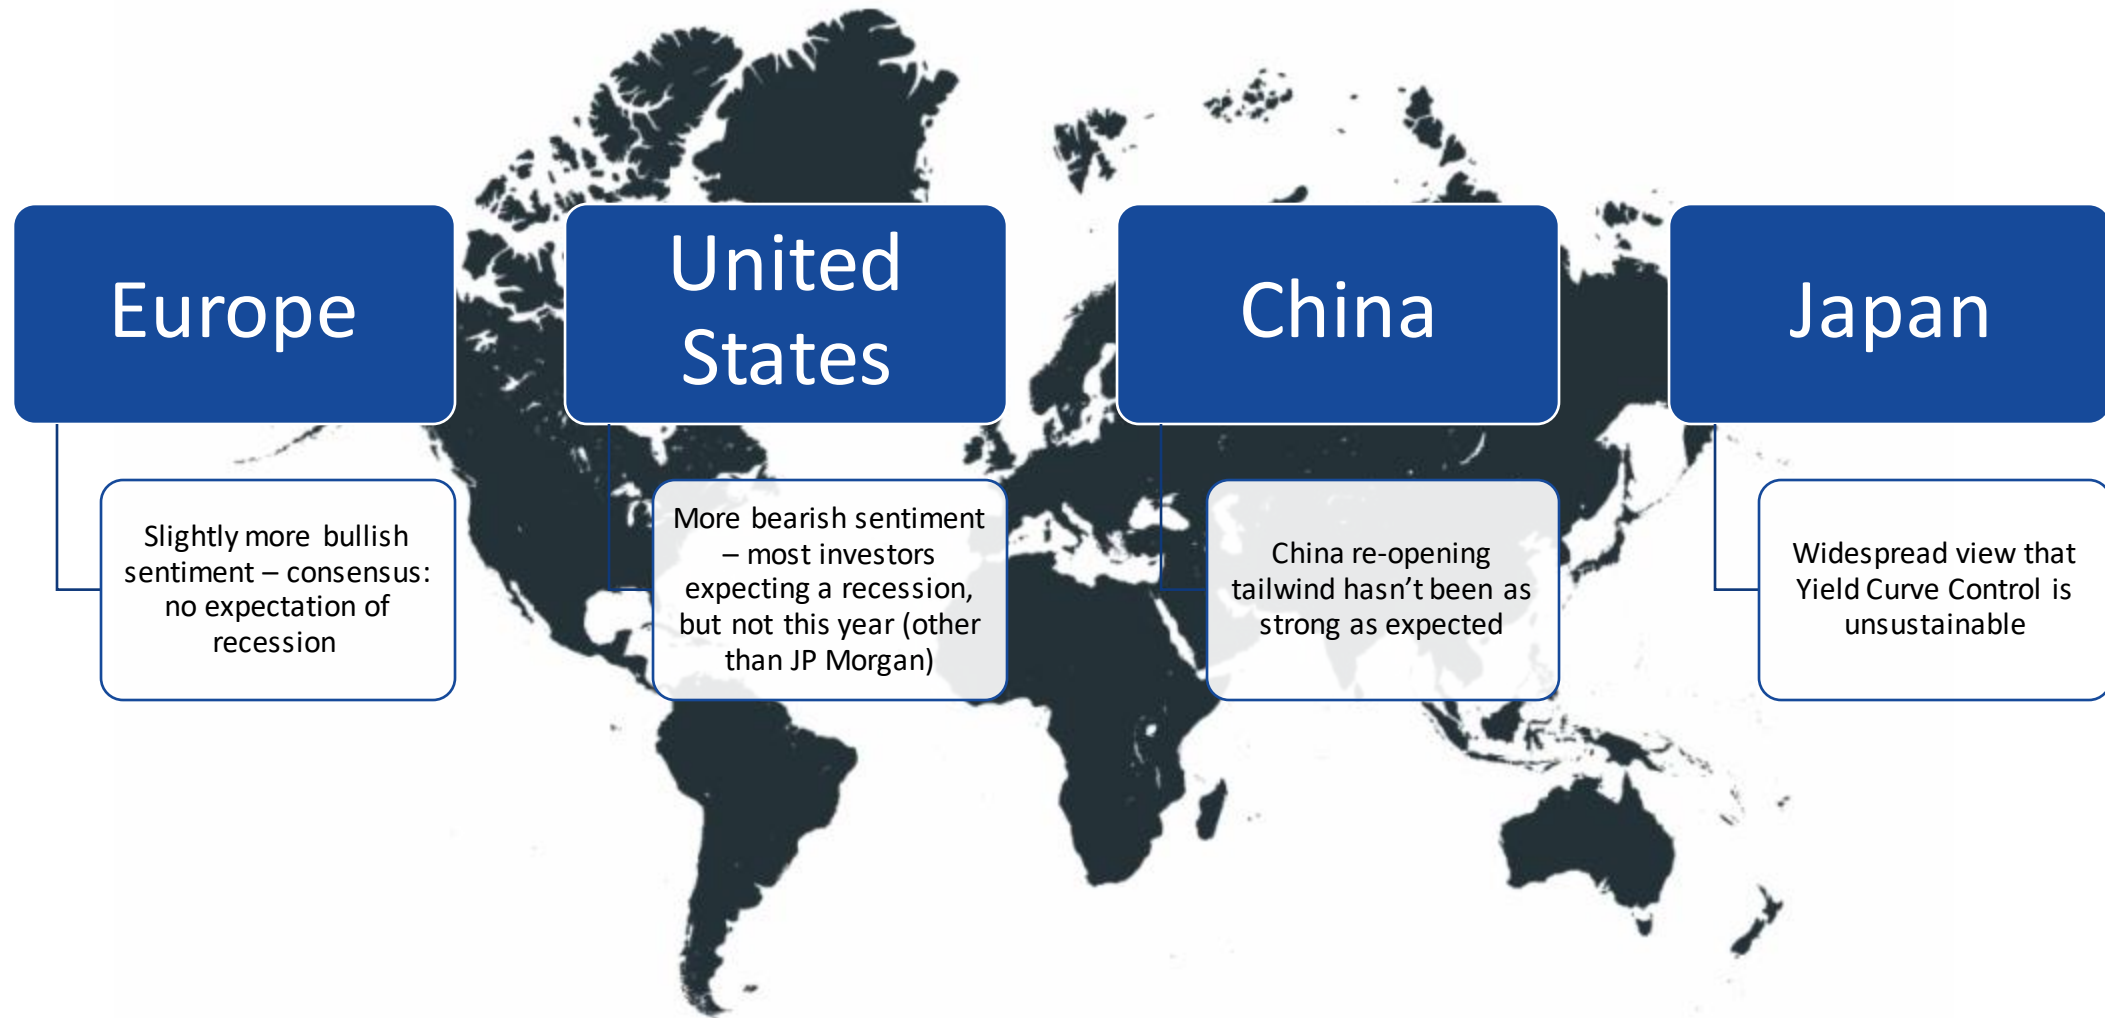 Europe
Slightly more bullish
sentiment – consensus:
no expectation of
recession
United
States
More bearish sentiment
– most investors
expecting a recession,
but not this year (other
than JP Morgan)
China
China re-opening
tailwind hasn’t been as
strong as expected
Japan
Widespread view that
Yield Curve Control is
unsustainable